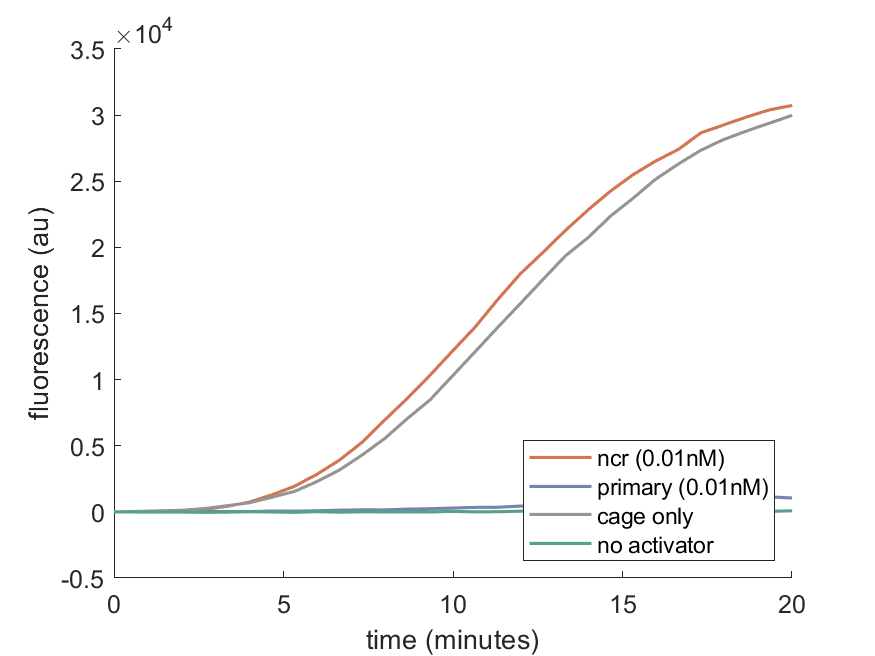 ×10⁴
3.5
3
2.5
2
1.5
1
0.5
0
-0.5
fluorescence (au)
ncr (0.01nM)
primary (0.01nM)
cage only
no activator
0 5 10 15 20
time (minutes)